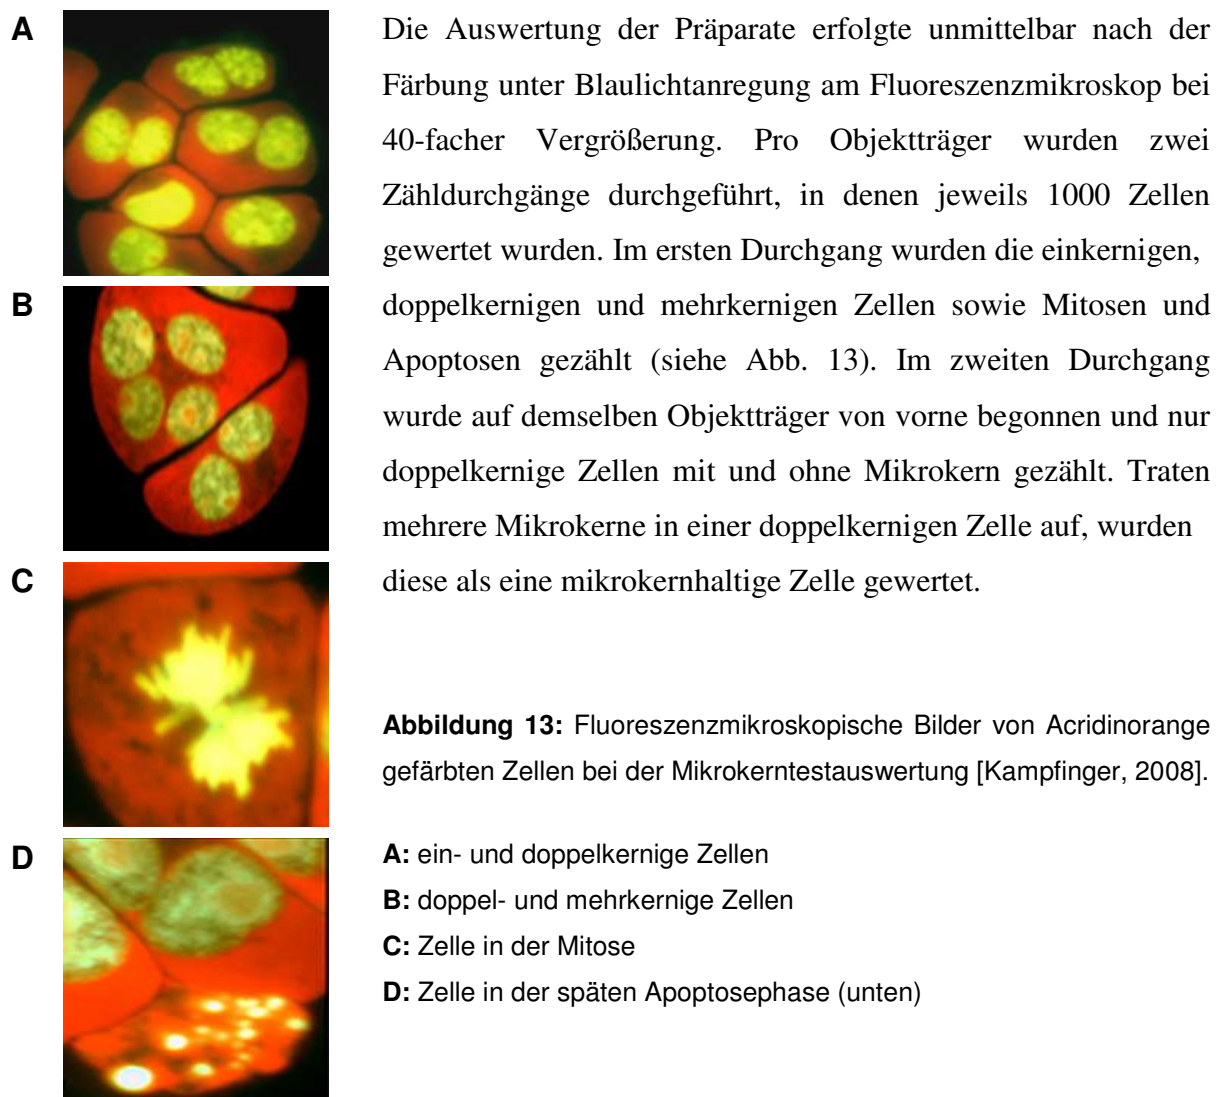 A
Die Auswertung der Präparate erfolgte unmittelbar nach der
Färbung unter Blaulichtanregung am Fluoreszenzmikroskop bei
40-facher Vergrößerung. Pro Objektträger wurden zwei
Zähldurchgänge durchgeführt, in denen jeweils 1000 Zellen
gewertet wurden. Im ersten Durchgang wurden die einkernigen,
B
doppelkernigen und mehrkernigen Zellen sowie Mitosen und
Apoptosen gezählt (siehe Abb. 13). Im zweiten Durchgang
wurde auf demselben Objektträger von vorne begonnen und nur
doppelkernige Zellen mit und ohne Mikrokern gezählt. Traten
mehrere Mikrokerne in einer doppelkernigen Zelle auf, wurden
C
diese als eine mikrokernhaltige Zelle gewertet.
Abbildung 13: Fluoreszenzmikroskopische Bilder von Acridinorange
gefärbten Zellen bei der Mikrokerntestauswertung [Kampfinger, 2008].
D
A: ein- und doppelkernige Zellen
B: doppel- und mehrkernige Zellen
C: Zelle in der Mitose
D: Zelle in der späten Apoptosephase (unten)